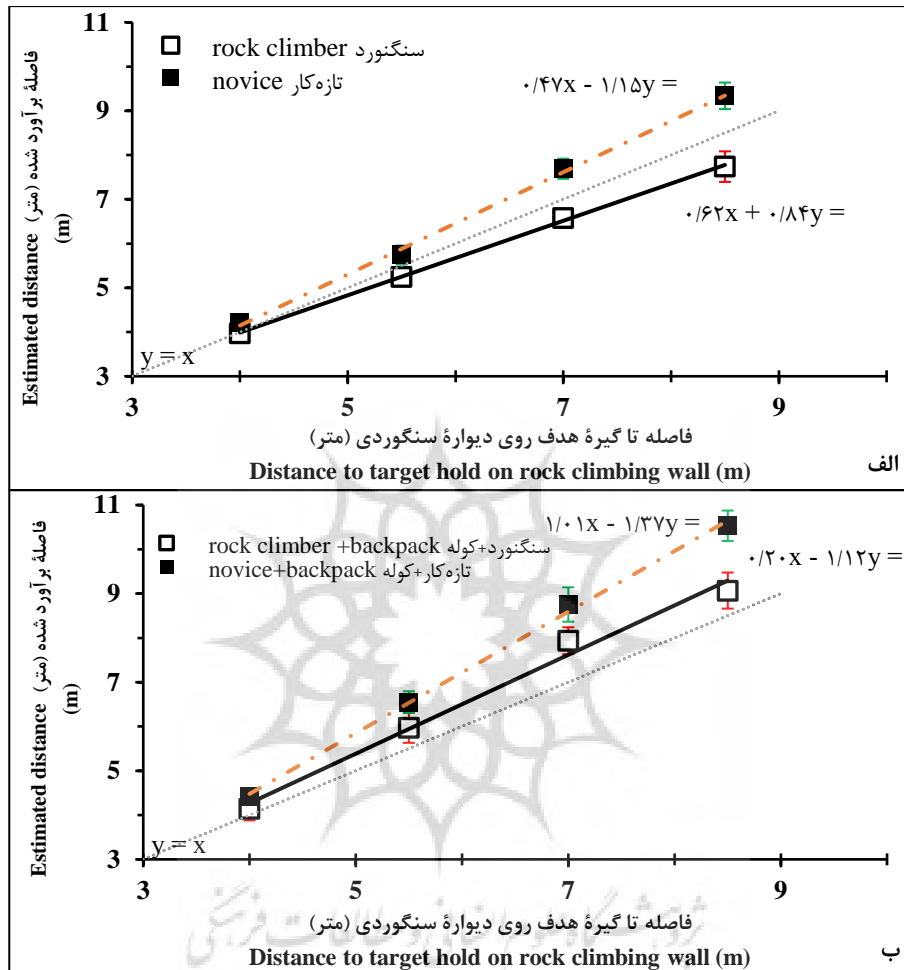 11
9
7
5
3
فاصلهٔ برآورد شده (متر)
Estimated distance (m)
rock climber سنگنورد
novice تازه‌کار
۰/۴۷x - ۱/۱۵y =
۰/۶۲x + ۰/۸۴y =
y = x
3 5 7 9
فاصله تا گیرهٔ هدف روی دیوارهٔ سنگوردی (متر)
Distance to target hold on rock climbing wall (m)
الف
11
9
7
5
3
فاصلهٔ برآورد شده (متر)
Estimated distance (m)
rock climber +backpack سنگنورد+کوله
novice+backpack تازه‌کار+کوله
۱/۰۱x - ۱/۳۷y =
۰/۲۰x - ۱/۱۲y =
y = x
3 5 7 9
فاصله تا گیرهٔ هدف روی دیوارهٔ سنگوردی (متر)
Distance to target hold on rock climbing wall (m)
ب
پژوهشگاه علوم انسانی و مطالعات فرهنگی